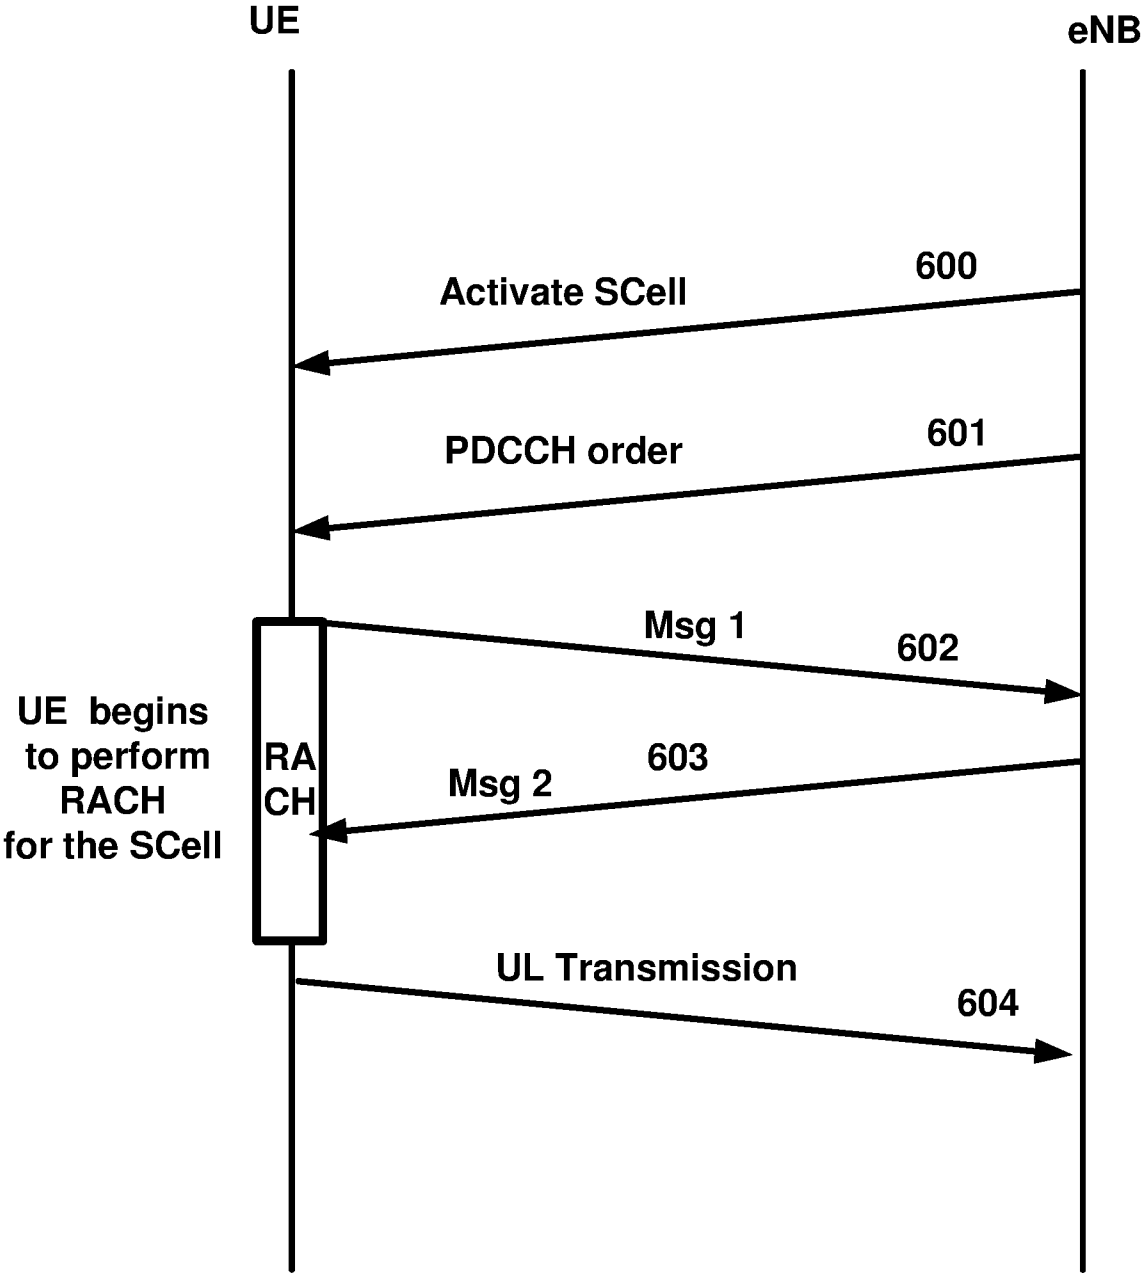 UE
eNB
600
Activate SCell
601
PDCCH order
Msg 1
602
UE begins
to perform
RACH
for the SCell
RA
CH
603
Msg 2
UL Transmission
604